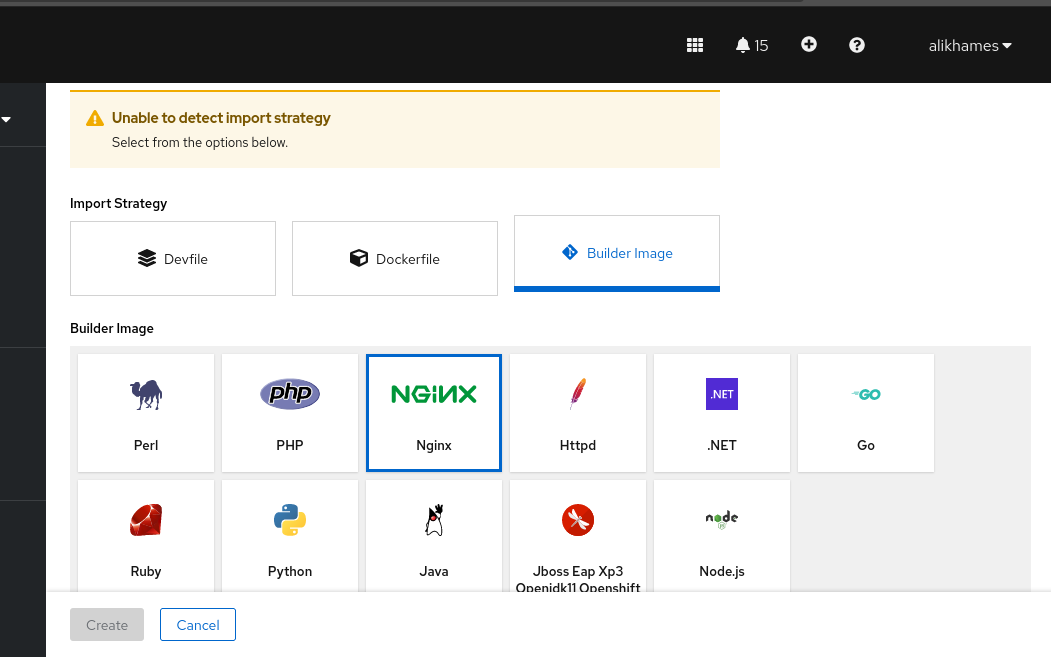 15
alikhames
Unable to detect import strategy
Select from the options below.
Import Strategy
Devfile
Dockerfile
Builder Image
Builder Image
php
NGiNX
.NET
GO
Perl
PHP
Nginx
Httpd
.NET
Go
node
Ruby
Python
Java
Jboss Eap Xp3
Openjdk11 Openshift
Node.js
Create
Cancel